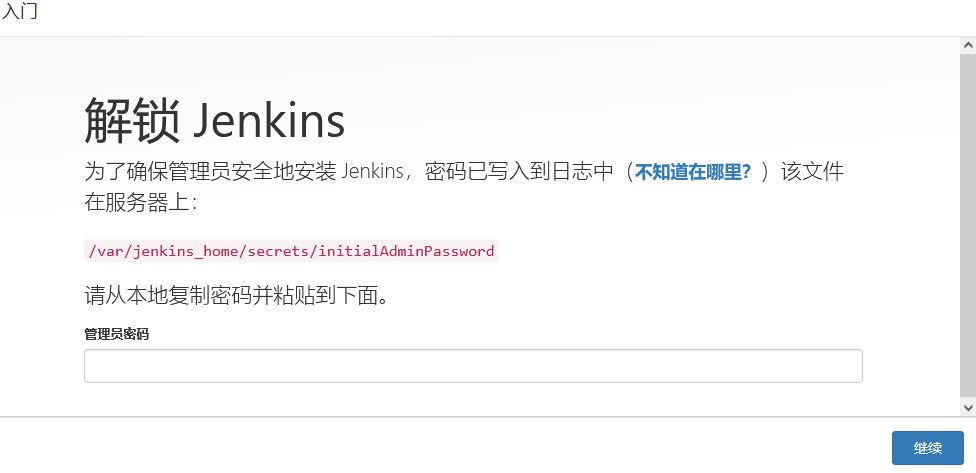 入门
解锁 Jenkins
为了确保管理员安全地安装 Jenkins，密码已写入到日志中（不知道在哪里？）该文件
在服务器上：
/var/jenkins_home/secrets/initialAdminPassword
请从本地复制密码并粘贴到下面。
管理员密码
继续